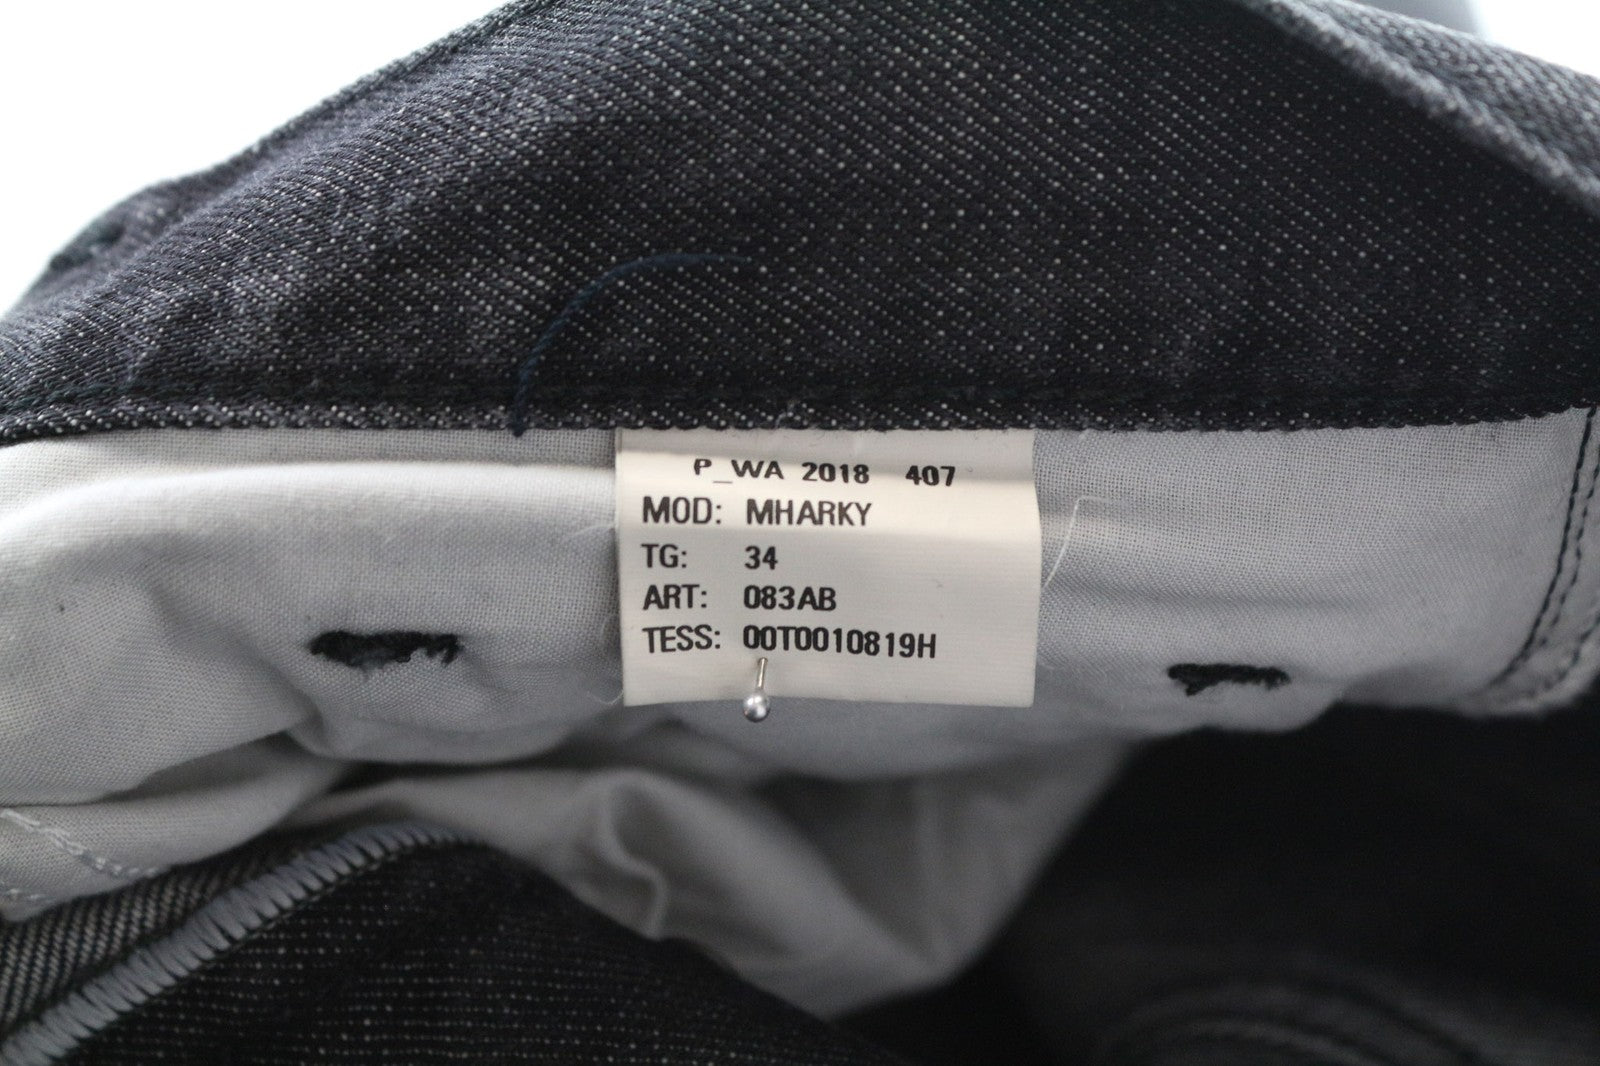 P_WA 2018 407
MOD: MHARKY
TG: 34
ART: 083AB
TESS: 00T0010819H